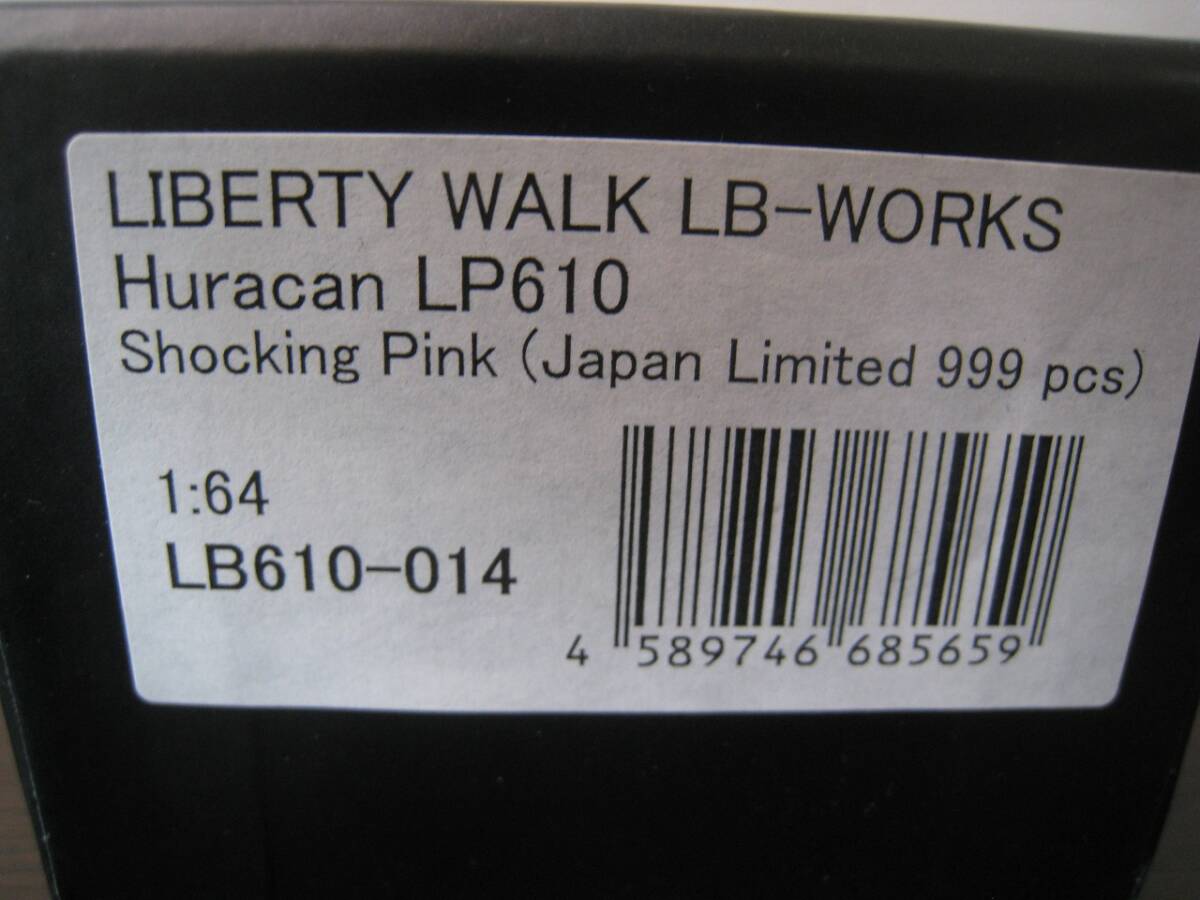 LIBERTY WALK LB-WORKS
Huracan LP610
Shocking Pink (Japan Limited 999 pcs)
1:64
LB610-014
4 589746 685659